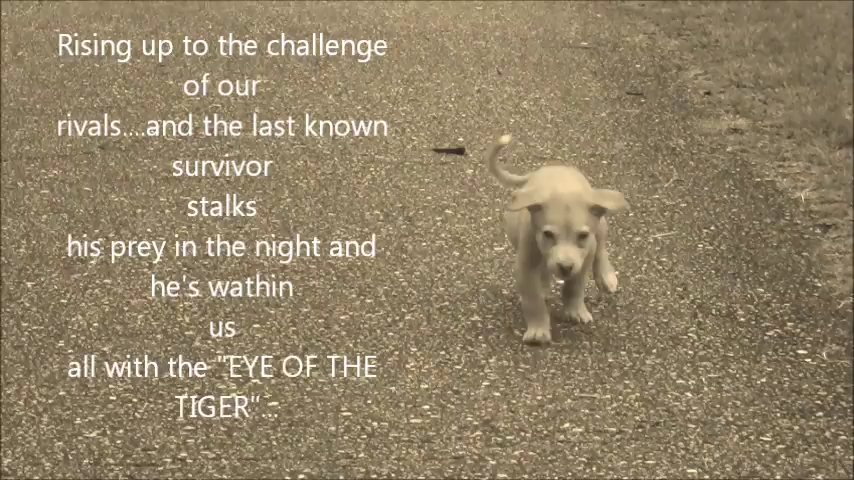 Rising up to the challenge
of our
rivals....and the last known
survivor
stalks
his prey in the night and
he's wathin
us
all with the "EYE OF THE
TIGER"...